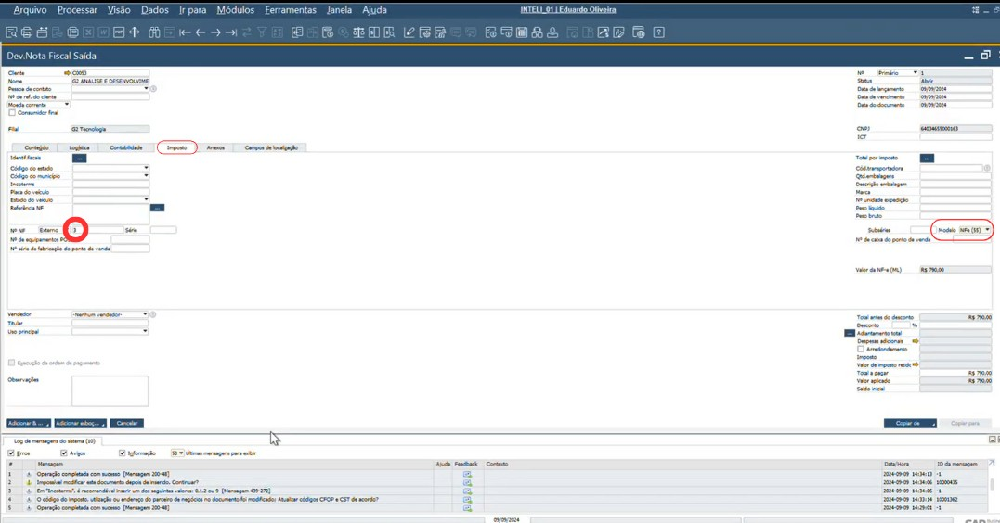 Arquivo Processar Visão Dados Ir para Módulos Ferramentas Janela Ajuda INTELI_01 | Eduardo Oliveira
Dev.Nota Fiscal Saída
Cliente C0053
Nome G2 ANALISE E DESENVOLVIME
Pessoa de contato
Nº de ref. do cliente
Moeda corrente
Consumidor final
Filial G2 Tecnologia
Nº Primário 1
Status Abrir
Data de lançamento 09/09/2024
Data de vencimento 09/09/2024
Data do documento 09/09/2024
CNPJ 64034655000163
ICT
Conteúdo Logística Contabilidade Imposto Anexos Campos de localização
Identif.fiscais ...
Código do estado
Código do município
Incoterms
Placa do veículo
Estado do veículo
Referência NF ...
Nº NF Externo 3 Série
Nº de equipamentos
Nº série de fabricação do ponto de venda
Total por imposto ...
Cód.transportadora
Qtd.embalagens
Descrição embalagem
Marca
Nº unidade expedição
Peso líquido
Peso bruto
Subséries Modelo NFe (55)
Nº de caixa do ponto de venda
Valor da NF-e (ML) R$ 790,00
Vendedor -Nenhum vendedor-
Titular
Uso principal
Execução da ordem de pagamento
Observações
Total antes do desconto R$ 790,00
Desconto %
... Adiantamento total
Despesas adicionais
Arredondamento
Imposto
Valor de imposto retido
Total a pagar R$ 790,00
Valor aplicado R$ 790,00
Saldo inicial
Adicionar & ... Adicionar esboç... Cancelar Copiar de Copiar para
Log de mensagens do sistema (10)
Erros Avisos Informação 50 Últimas mensagens para exibir
# Mensagem Ajuda Feedback Contexto Data/Hora ID da mensagem
1 Operação completada com sucesso [Mensagem 200-48] 2024-09-09 14:34:13 -1
2 Impossível modificar este documento depois de inserido. Continuar? 2024-09-09 14:34:06 10000435
3 Em "Incoterms", é recomendável inserir um dos seguintes valores: 0,1,2 ou 9 [Mensagem 439-272] 2024-09-09 14:34:06 -1
4 O código do imposto, utilização ou endereço do parceiro de negócios no documento foi modificado: Atualizar códigos CFOP e CST de acordo? 2024-09-09 14:33:14 10001362
5 Operação completada com sucesso [Mensagem 200-48] 2024-09-09 14:29:01 -1
09/09/2024